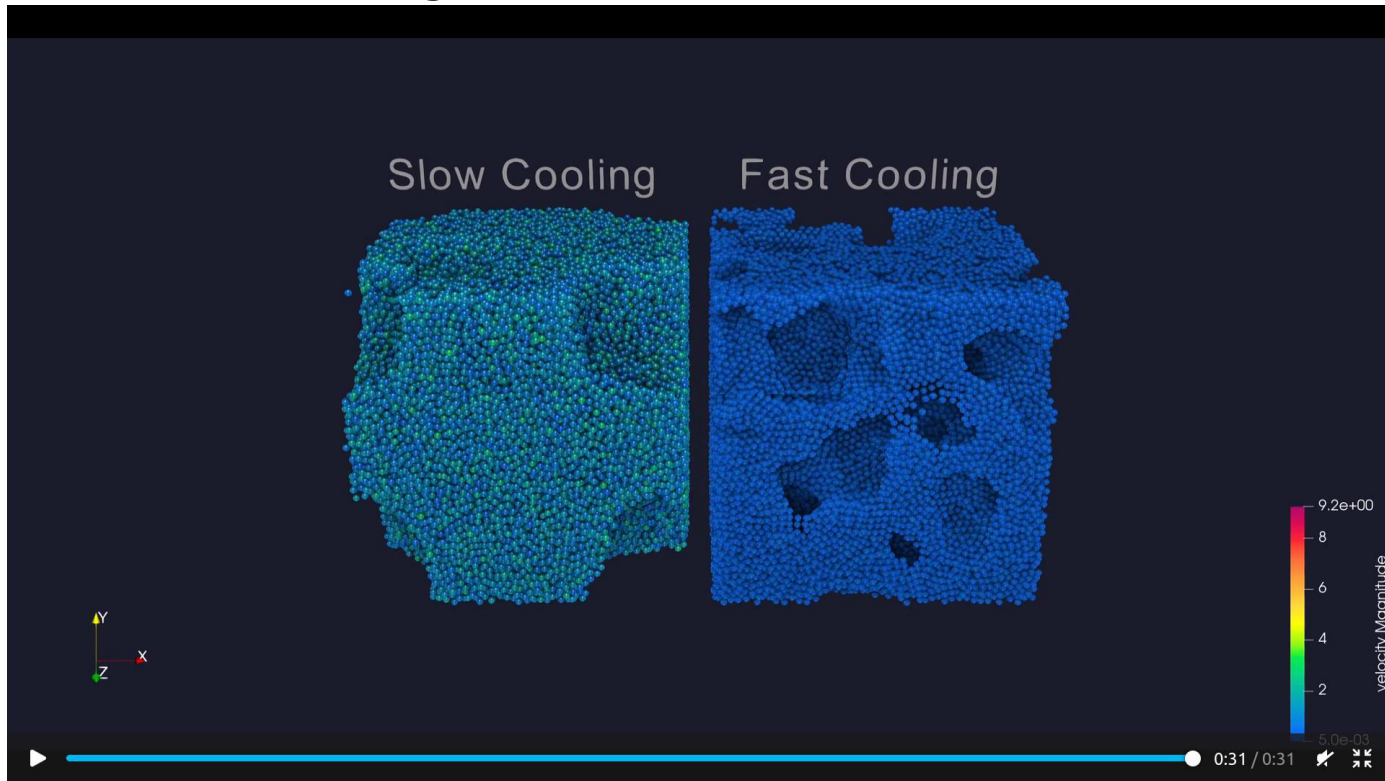 Slow Cooling Fast Cooling
9.2e+00
8
6
4
2
5.0e-03
velocity Magnitude
Y
X
Z
0:31 / 0:31